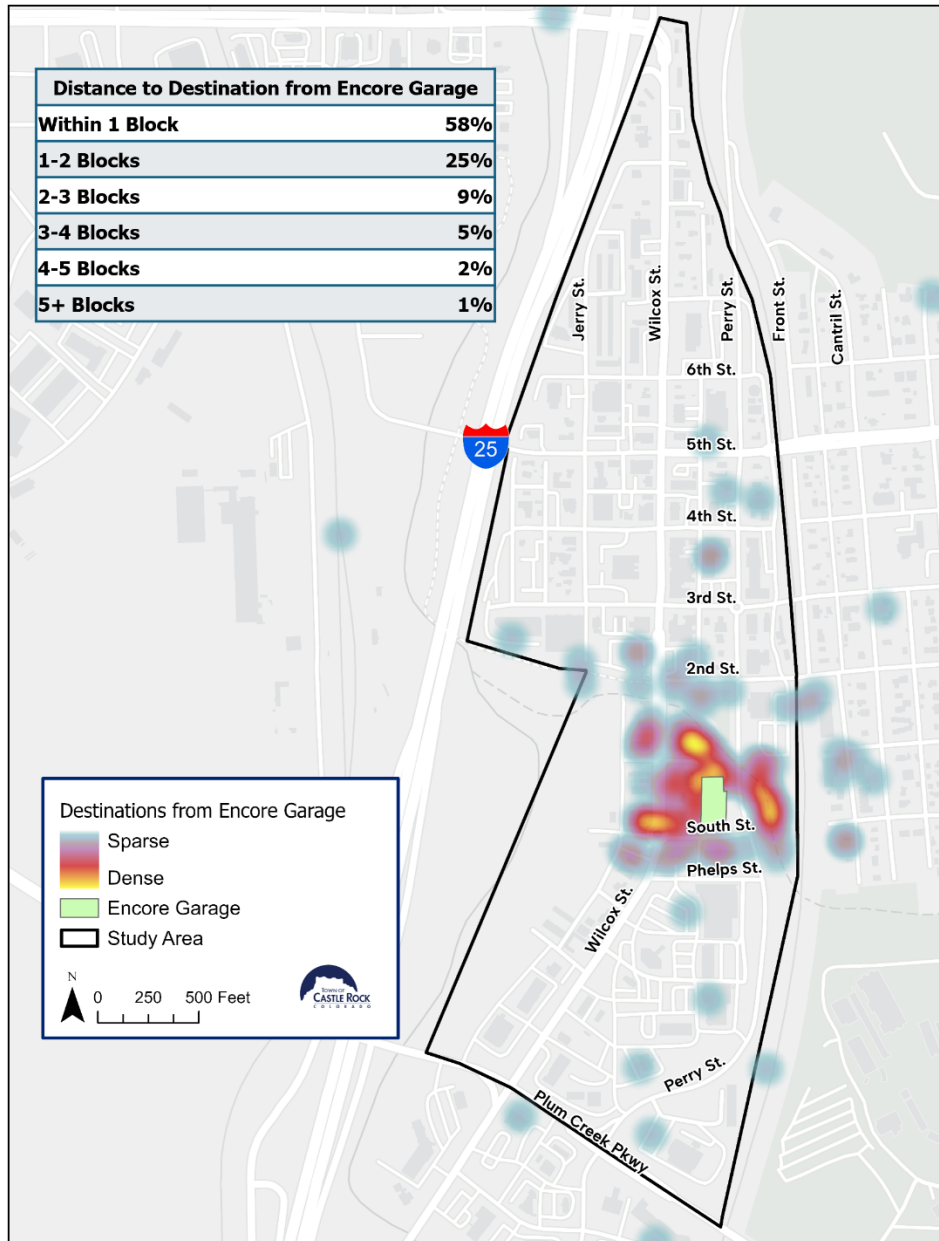 Distance to Destination from Encore Garage
Within 1 Block 58%
1-2 Blocks 25%
2-3 Blocks 9%
3-4 Blocks 5%
4-5 Blocks 2%
5+ Blocks 1%
Jerry St.
Wilcox St.
Perry St.
Front St.
Cantril St.
6th St.
25
5th St.
4th St.
3rd St.
2nd St.
South St.
Phelps St.
Wilcox St.
Perry St.
Plum Creek Pkwy
Destinations from Encore Garage
Sparse
Dense
Encore Garage
Study Area
N
0 250 500 Feet
TOWN OF
CASTLE ROCK
COLORADO